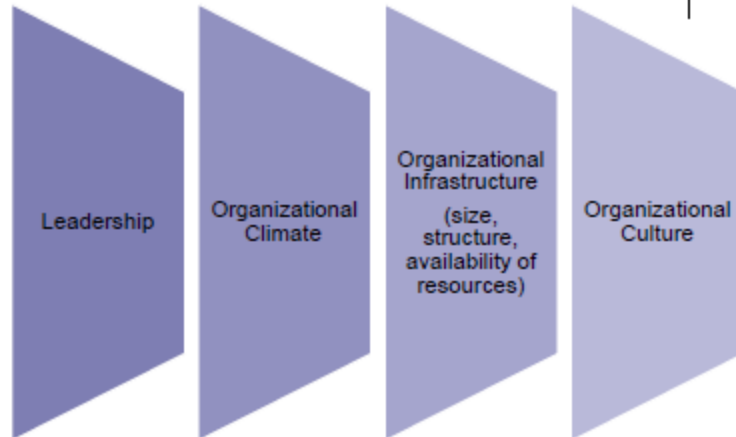 Leadership
Organizational
Climate
Organizational
Infrastructure
(size,
structure,
availability of
resources)
Organizational
Culture